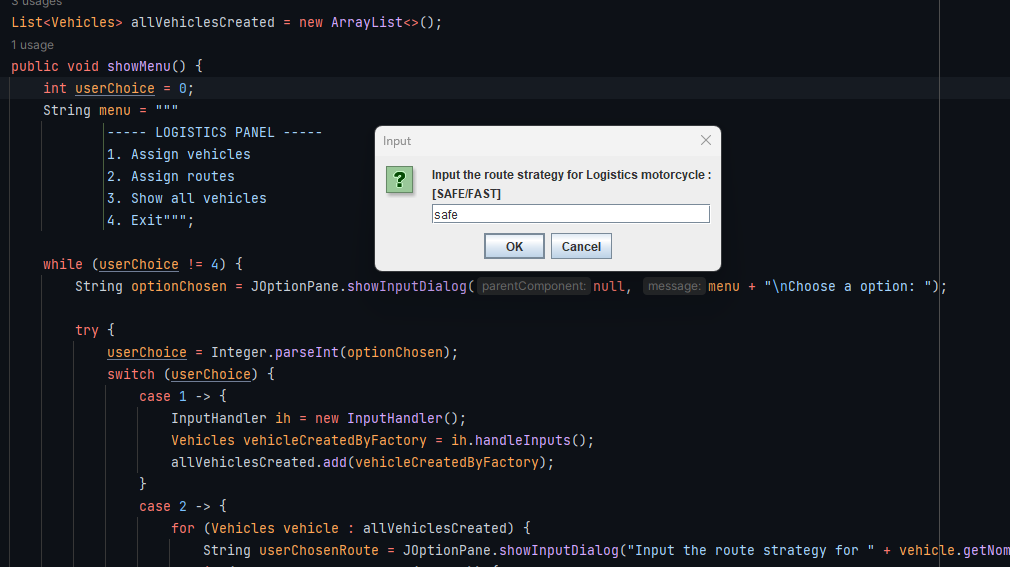 3 usages
List<Vehicles> allVehiclesCreated = new ArrayList<>();
1 usage
public void showMenu() {
int userChoice = 0;
String menu = """
----- LOGISTICS PANEL -----
1. Assign vehicles
2. Assign routes
3. Show all vehicles
4. Exit""";
Input
Input the route strategy for Logistics motorcycle :
[SAFE/FAST]
safe
OK Cancel
while (userChoice != 4) {
String optionChosen = JOptionPane.showInputDialog( parentComponent: null, message: menu + "\nChoose a option: ");
try {
userChoice = Integer.parseInt(optionChosen);
switch (userChoice) {
case 1 -> {
InputHandler ih = new InputHandler();
Vehicles vehicleCreatedByFactory = ih.handleInputs();
allVehiclesCreated.add(vehicleCreatedByFactory);
}
case 2 -> {
for (Vehicles vehicle : allVehiclesCreated) {
String userChosenRoute = JOptionPane.showInputDialog("Input the route strategy for " + vehicle.getNom